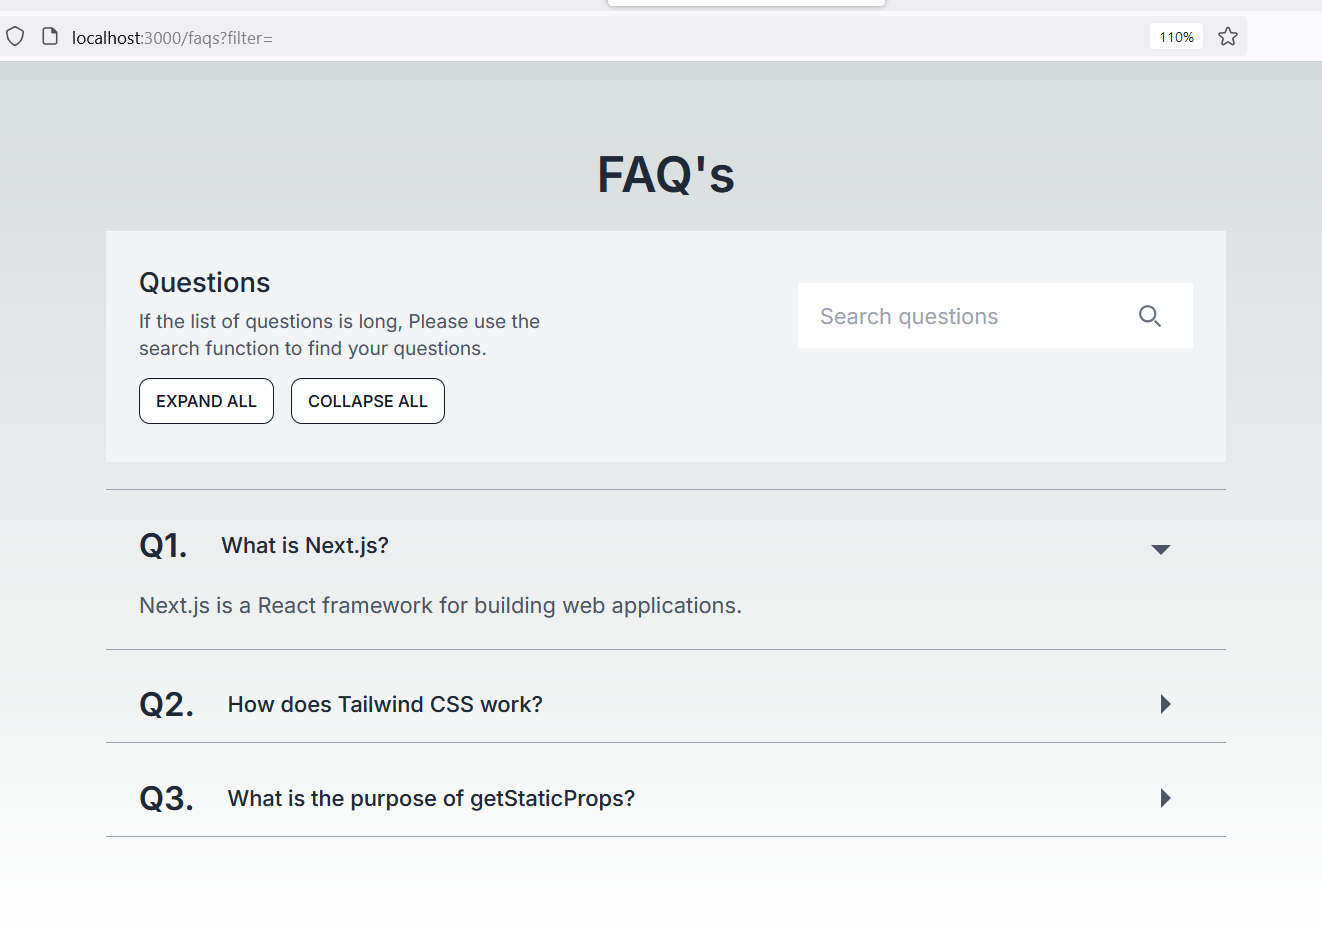 localhost:3000/faqs?filter=
110%
FAQ's
Questions
If the list of questions is long, Please use the
search function to find your questions.
Search questions
EXPAND ALL
COLLAPSE ALL
Q1. What is Next.js?
Next.js is a React framework for building web applications.
Q2. How does Tailwind CSS work?
Q3. What is the purpose of getStaticProps?